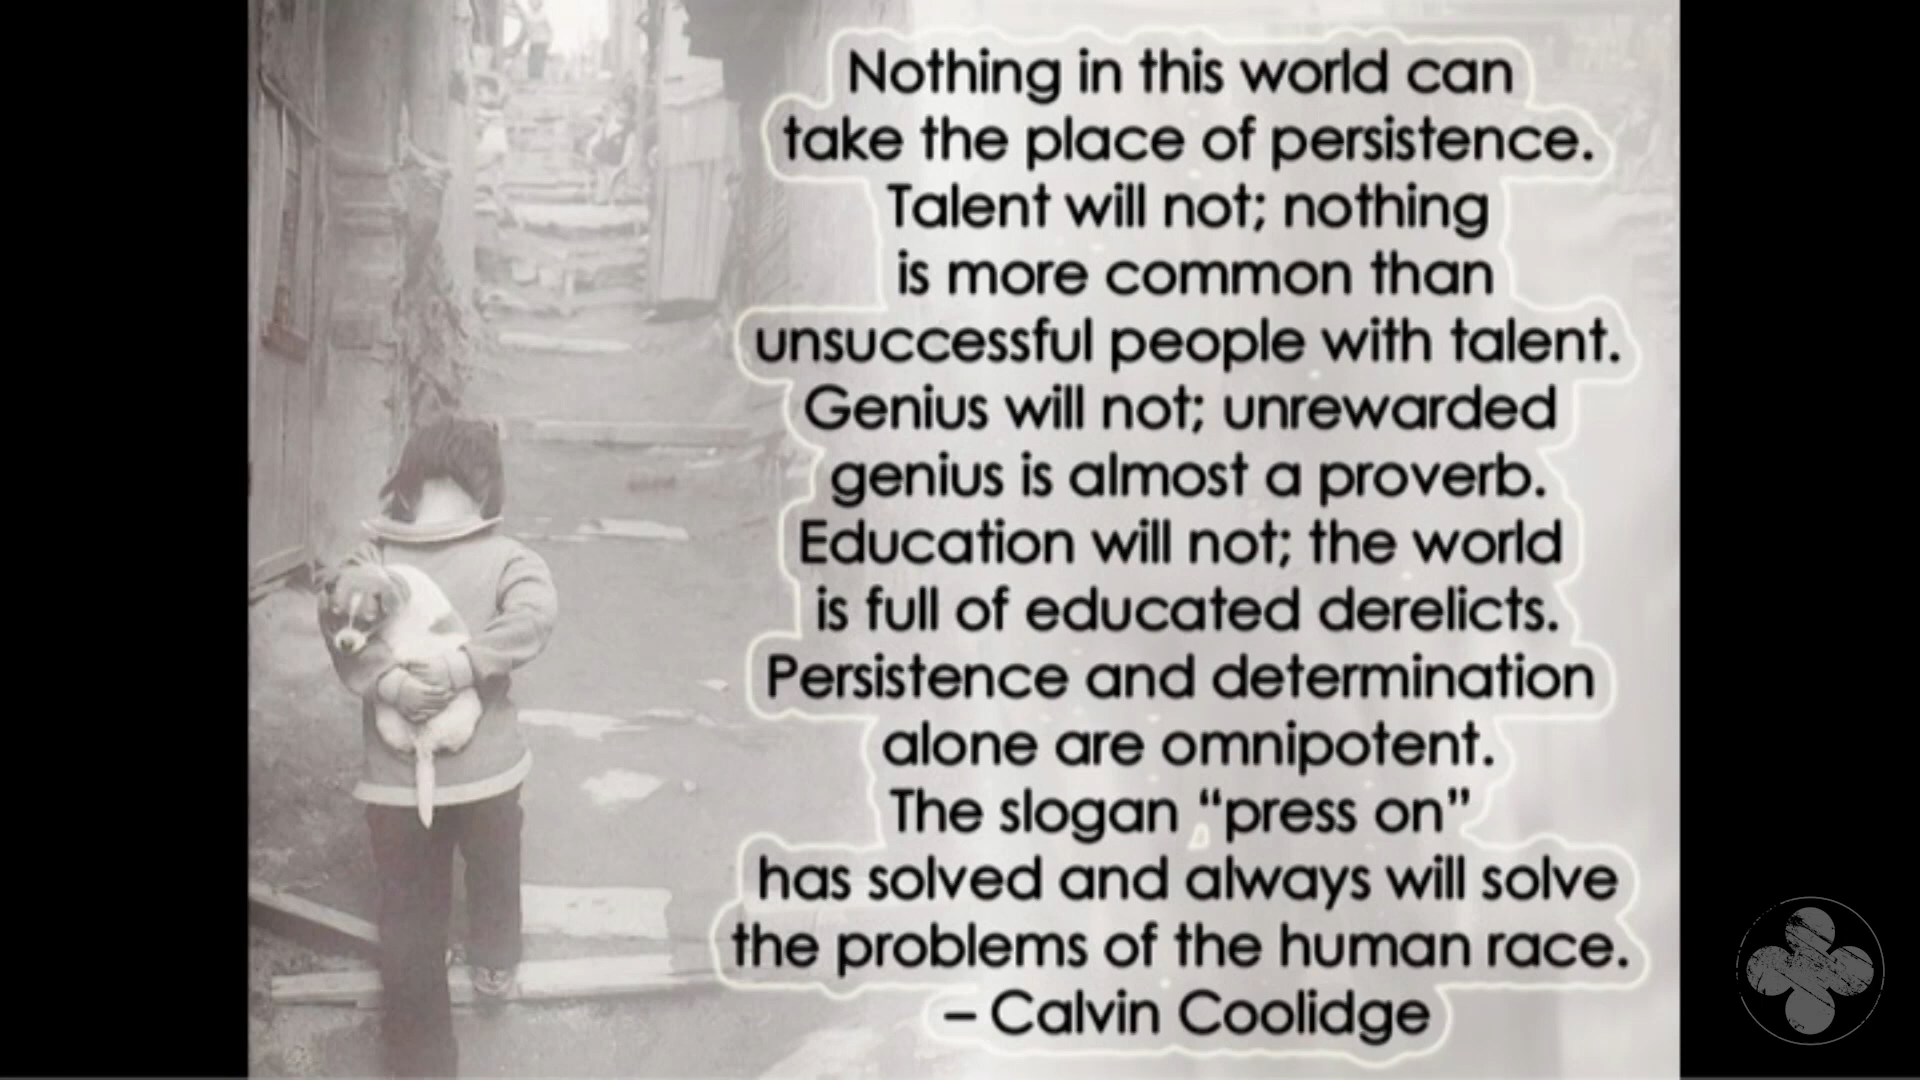 Nothing in this world can
take the place of persistence.
Talent will not; nothing
is more common than
unsuccessful people with talent.
Genius will not; unrewarded
genius is almost a proverb.
Education will not; the world
is full of educated derelicts.
Persistence and determination
alone are omnipotent.
The slogan “press on”
has solved and always will solve
the problems of the human race.
– Calvin Coolidge